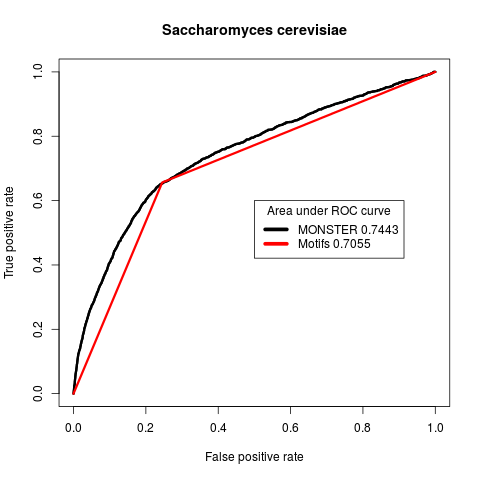 Saccharomyces cerevisiae
True positive rate
1.0
0.8
0.6
0.4
0.2
0.0
Area under ROC curve
MONSTER 0.7443
Motifs 0.7055
0.0 0.2 0.4 0.6 0.8 1.0
False positive rate